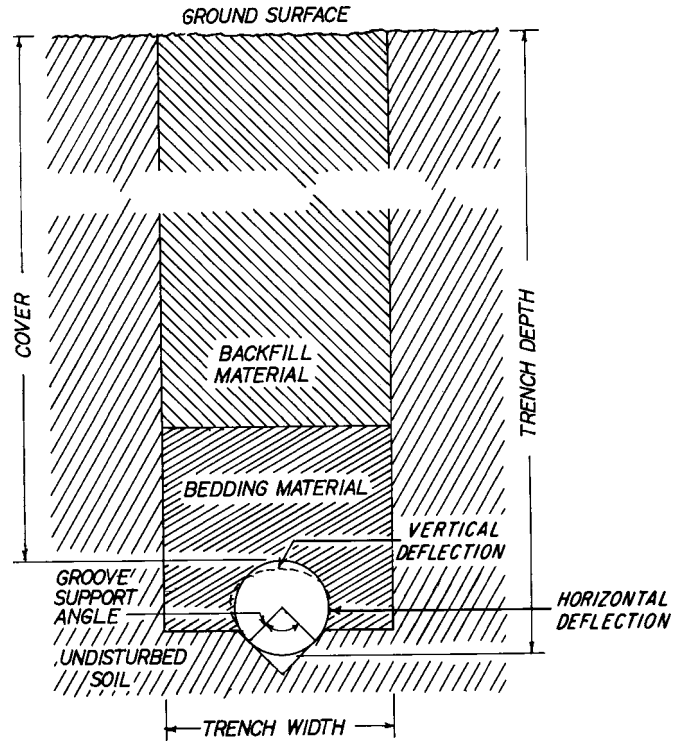 GROUND SURFACE
COVER
TRENCH DEPTH
BACKFILL
MATERIAL
BEDDING MATERIAL
VERTICAL
DEFLECTION
GROOVE
SUPPORT
ANGLE
HORIZONTAL
DEFLECTION
UNDISTURBED
SOIL
TRENCH WIDTH